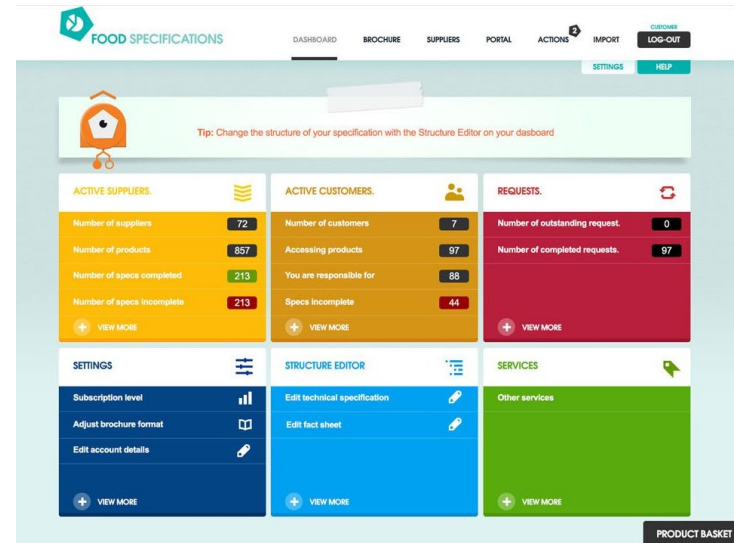 FOOD SPECIFICATIONS
DASHBOARD BROCHURE SUPPLIERS PORTAL ACTIONS 2 IMPORT
CUSTOMER
LOG-OUT
SETTINGS HELP
Tip: Change the structure of your specification with the Structure Editor on your dasboard
ACTIVE SUPPLIERS.
Number of suppliers 72
Number of products 857
Number of specs completed 213
Number of specs incomplete 213
+ VIEW MORE
ACTIVE CUSTOMERS.
Number of customers 7
Accessing products 97
You are responsible for 88
Specs incomplete 44
+ VIEW MORE
REQUESTS.
Number of outstanding request. 0
Number of completed requests. 97
+ VIEW MORE
SETTINGS
Subscription level
Adjust brochure format
Edit account details
+ VIEW MORE
STRUCTURE EDITOR
Edit technical specification
Edit fact sheet
+ VIEW MORE
SERVICES
Other services
+ VIEW MORE
PRODUCT BASKET